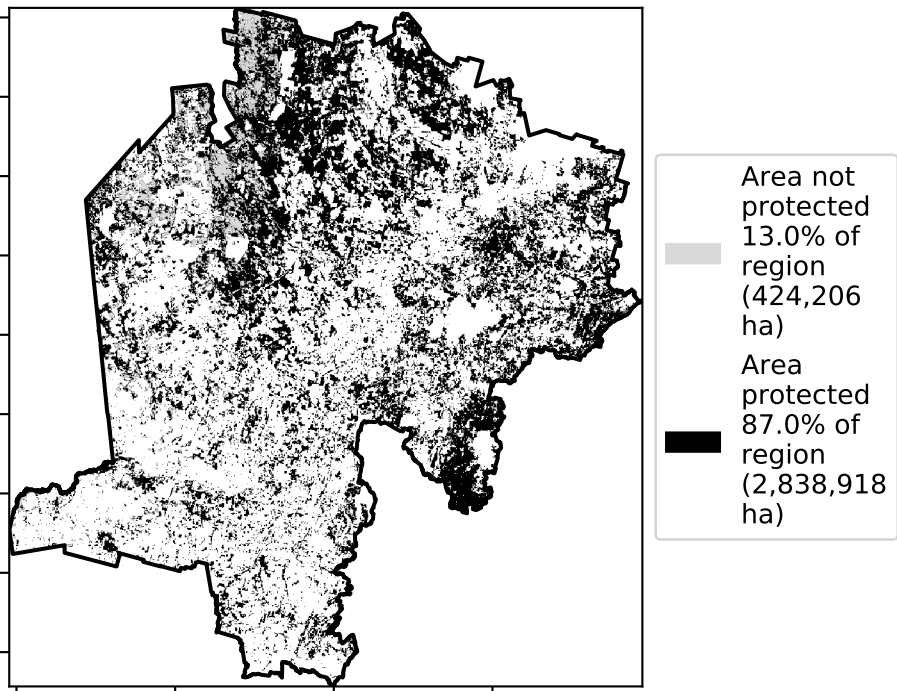 Area not
protected
13.0% of
region
(424,206
ha)
Area
protected
87.0% of
region
(2,838,918
ha)